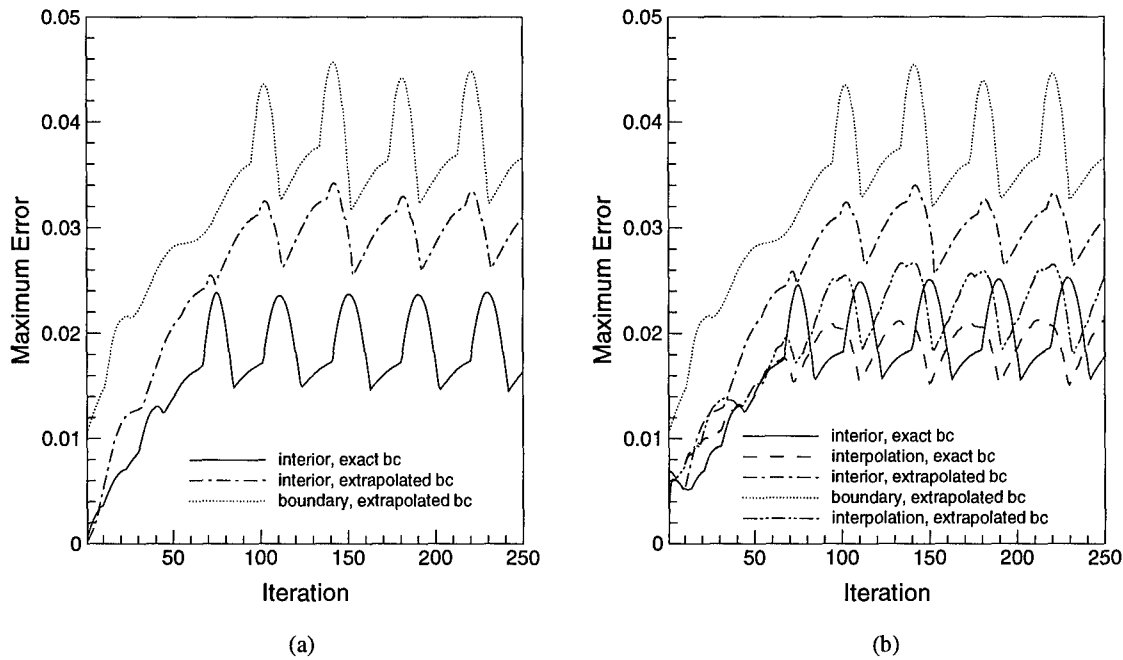 0.05
0.04
0.03
0.02
0.01
0
Maximum Error
50
100
150
200
250
Iteration
interior, exact bc
interior, extrapolated bc
boundary, extrapolated bc
(a)
0.05
0.04
0.03
0.02
0.01
0
Maximum Error
50
100
150
200
250
Iteration
interior, exact bc
interpolation, exact bc
interior, extrapolated bc
boundary, extrapolated bc
interpolation, extrapolated bc
(b)